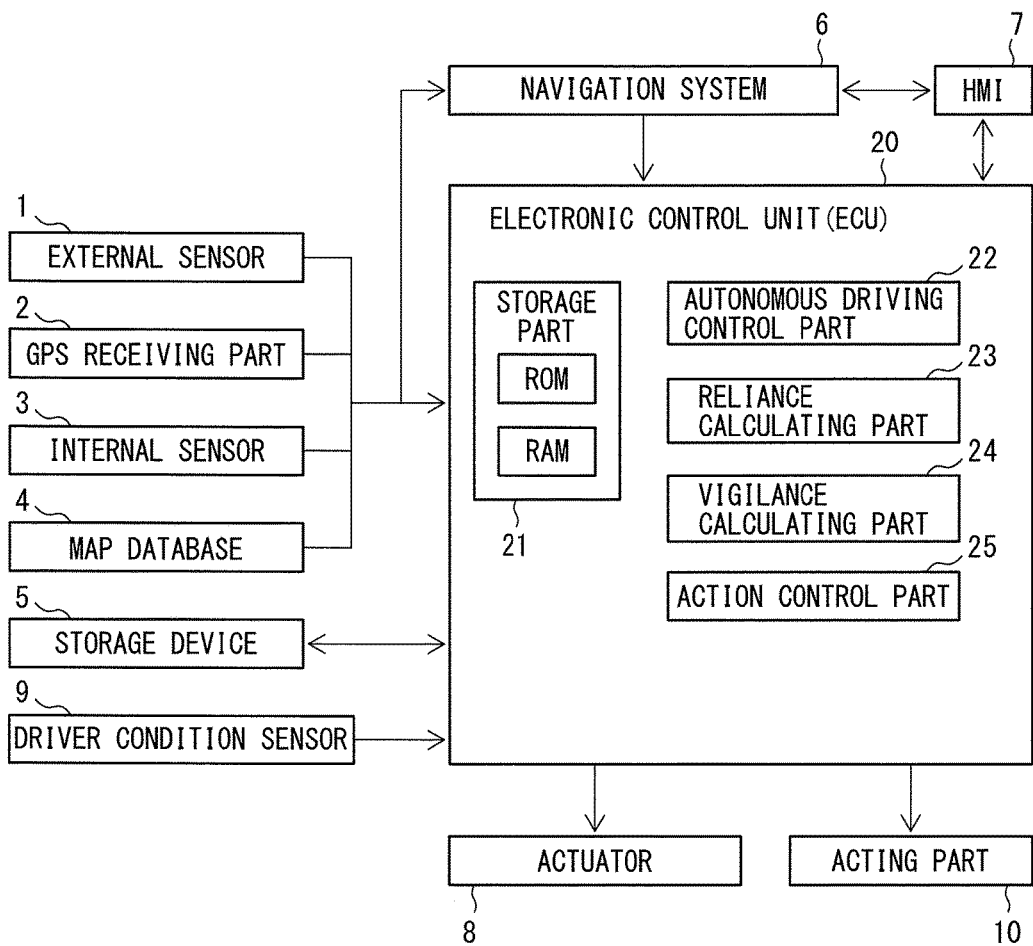 6
7
NAVIGATION SYSTEM
HMI
20
ELECTRONIC CONTROL UNIT(ECU)
1
EXTERNAL SENSOR
2
GPS RECEIVING PART
3
INTERNAL SENSOR
4
MAP DATABASE
5
STORAGE DEVICE
9
DRIVER CONDITION SENSOR
STORAGE
PART
ROM
RAM
21
22
AUTONOMOUS DRIVING
CONTROL PART
23
RELIANCE
CALCULATING PART
24
VIGILANCE
CALCULATING PART
25
ACTION CONTROL PART
ACTUATOR
8
ACTING PART
10